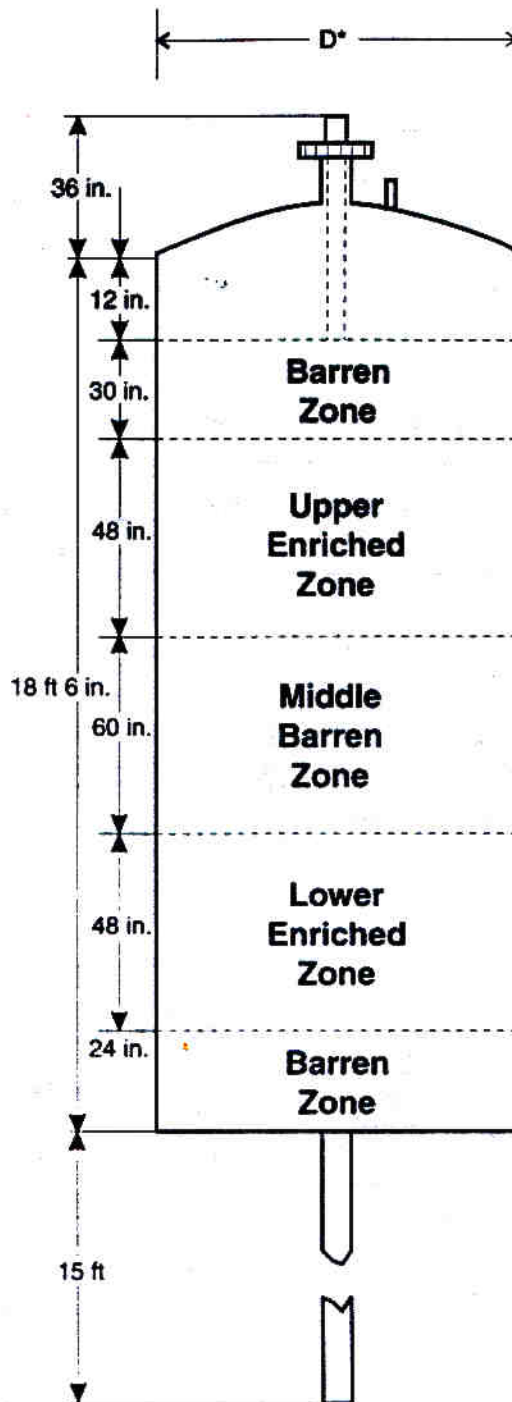 D*
36 in.
12 in.
30 in.
Barren
Zone
48 in.
Upper
Enriched
Zone
18 ft 6 in.
60 in.
Middle
Barren
Zone
48 in.
Lower
Enriched
Zone
24 in.
Barren
Zone
15 ft